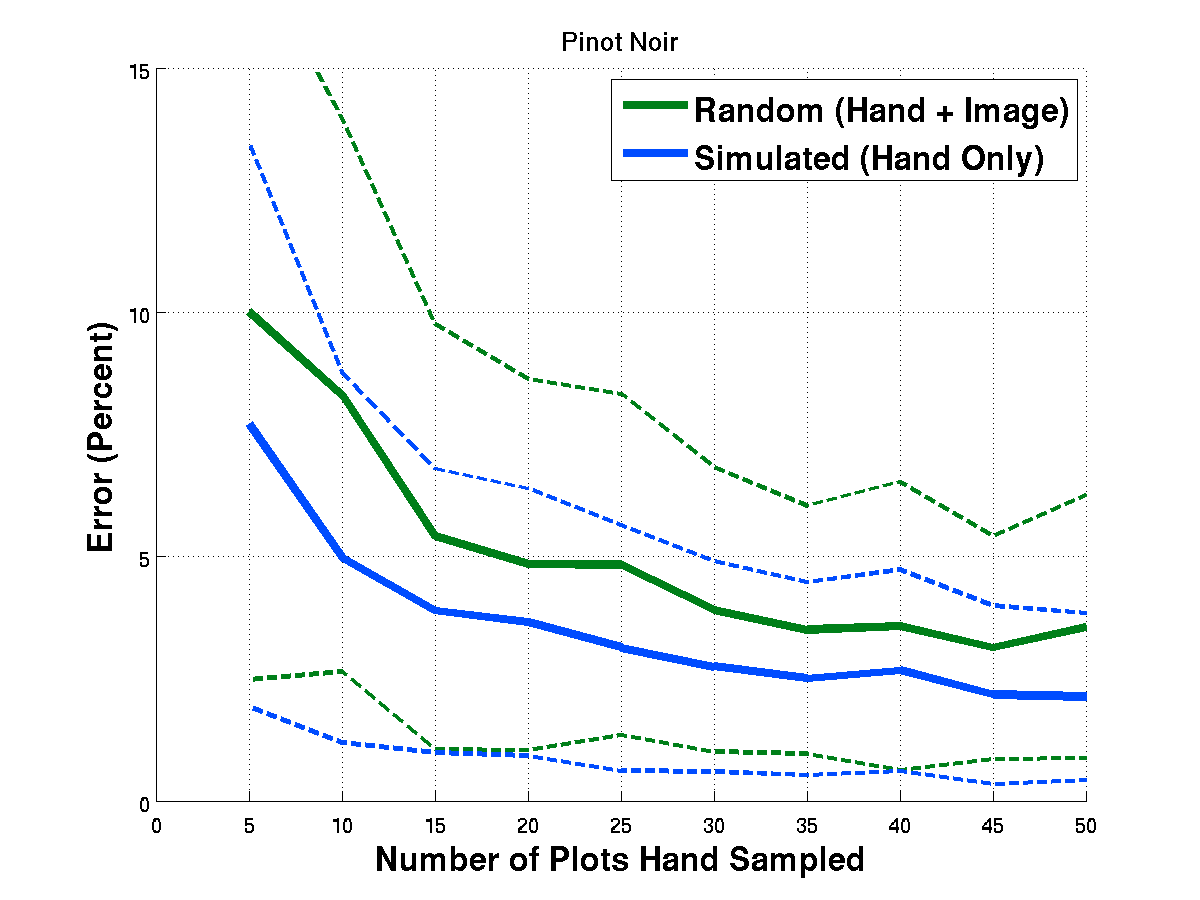 Pinot Noir
15
Random (Hand + Image)
Simulated (Hand Only)
10
5
0
Error (Percent)
0 5 10 15 20 25 30 35 40 45 50
Number of Plots Hand Sampled